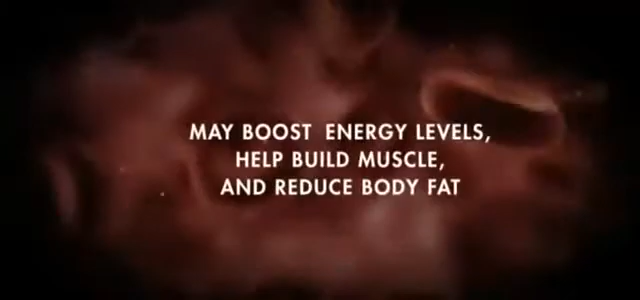 MAY BOOST ENERGY LEVELS,
HELP BUILD MUSCLE,
AND REDUCE BODY FAT